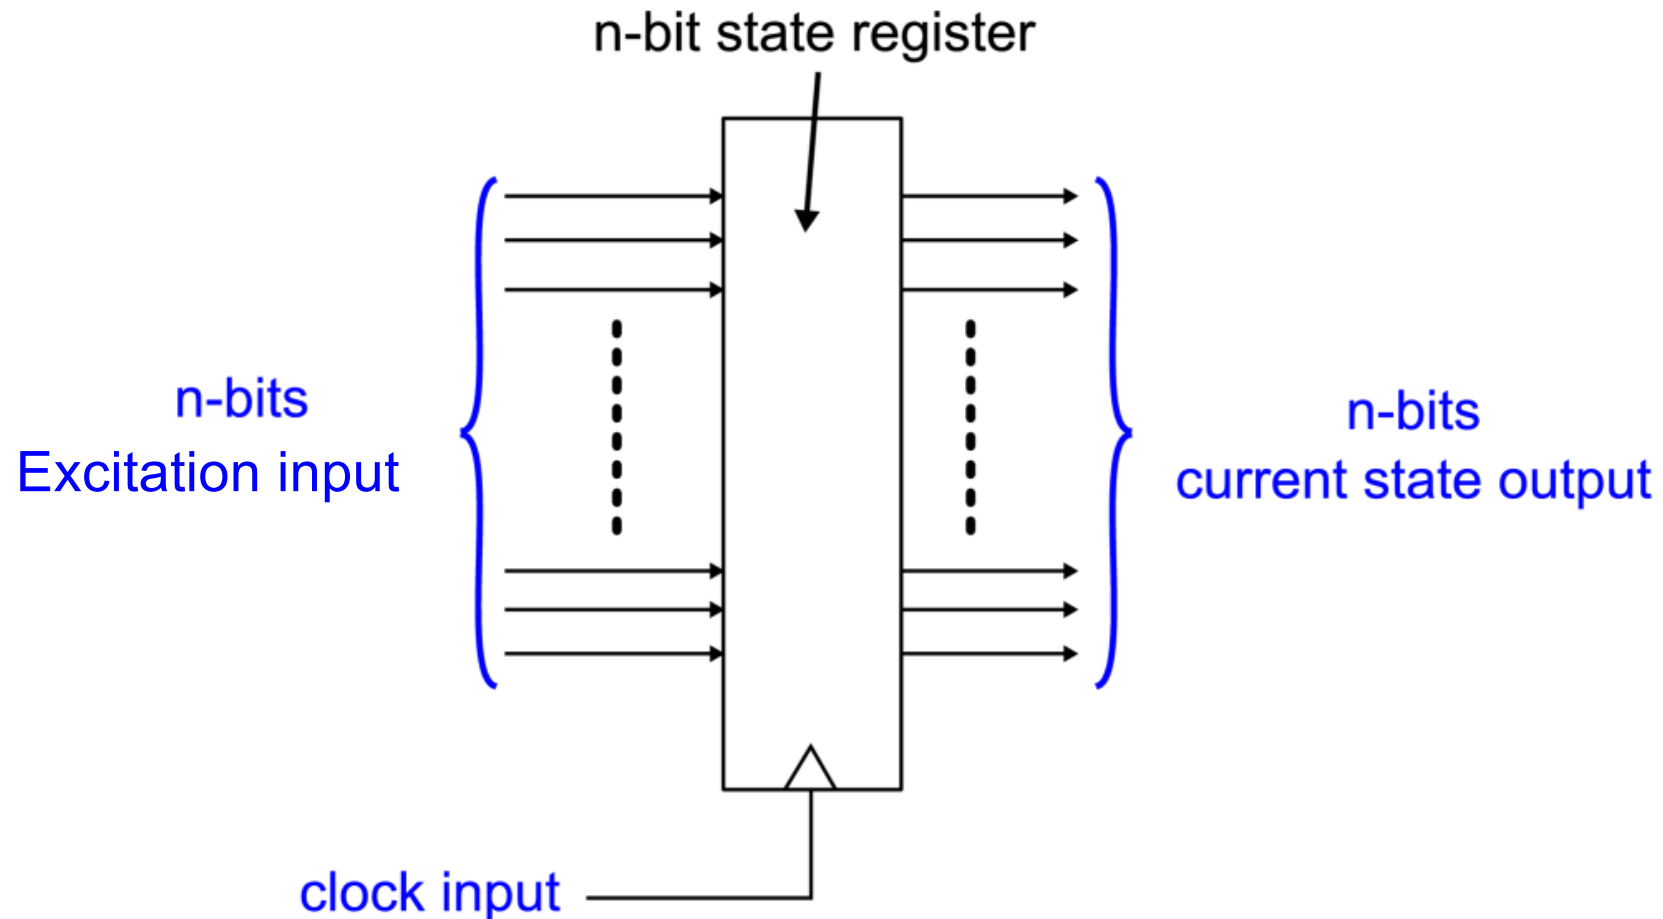 n-bit state register
n-bits
Excitation input
n-bits
current state output
clock input